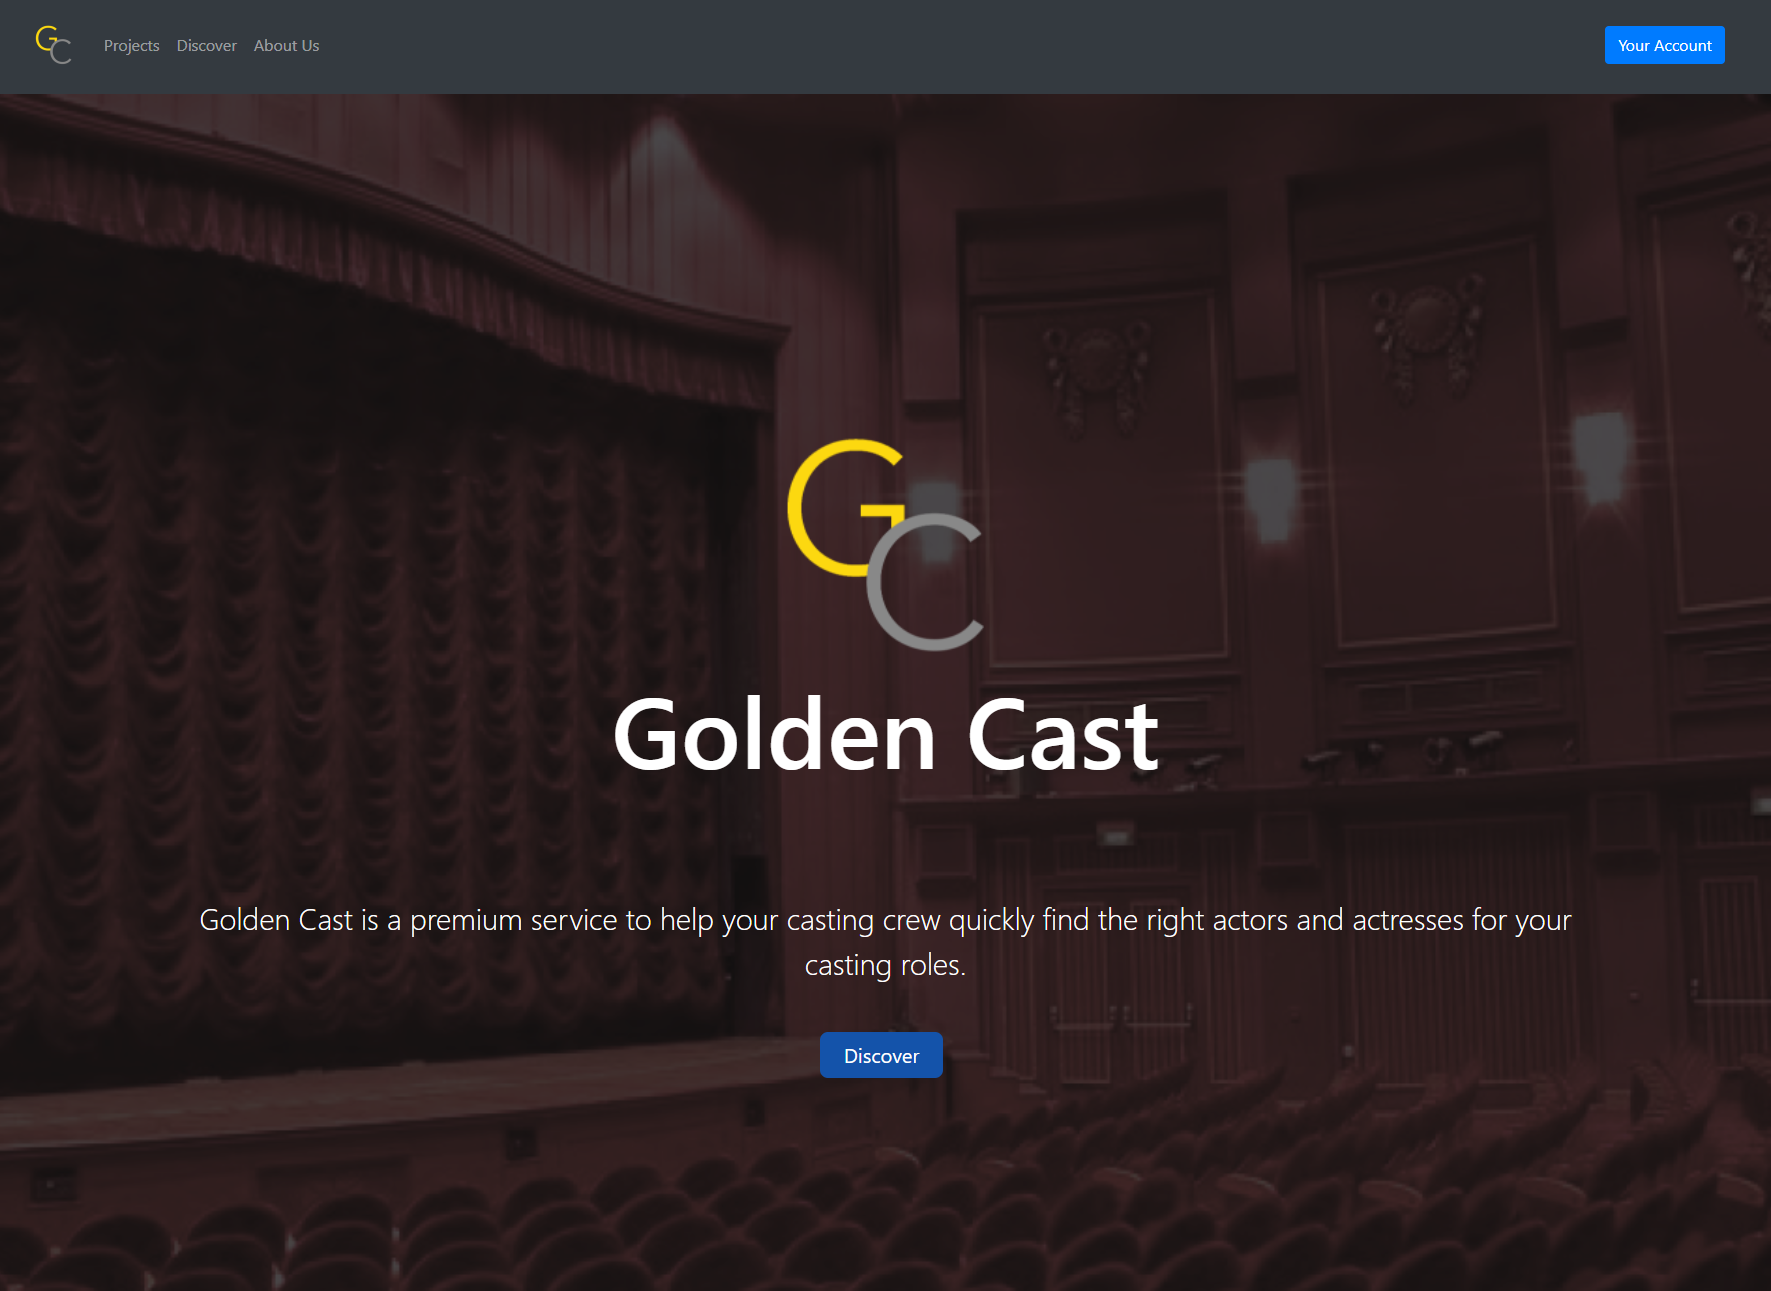 GC
Projects Discover About Us Your Account
GC
Golden Cast
Golden Cast is a premium service to help your casting crew quickly find the right actors and actresses for your
casting roles.
Discover